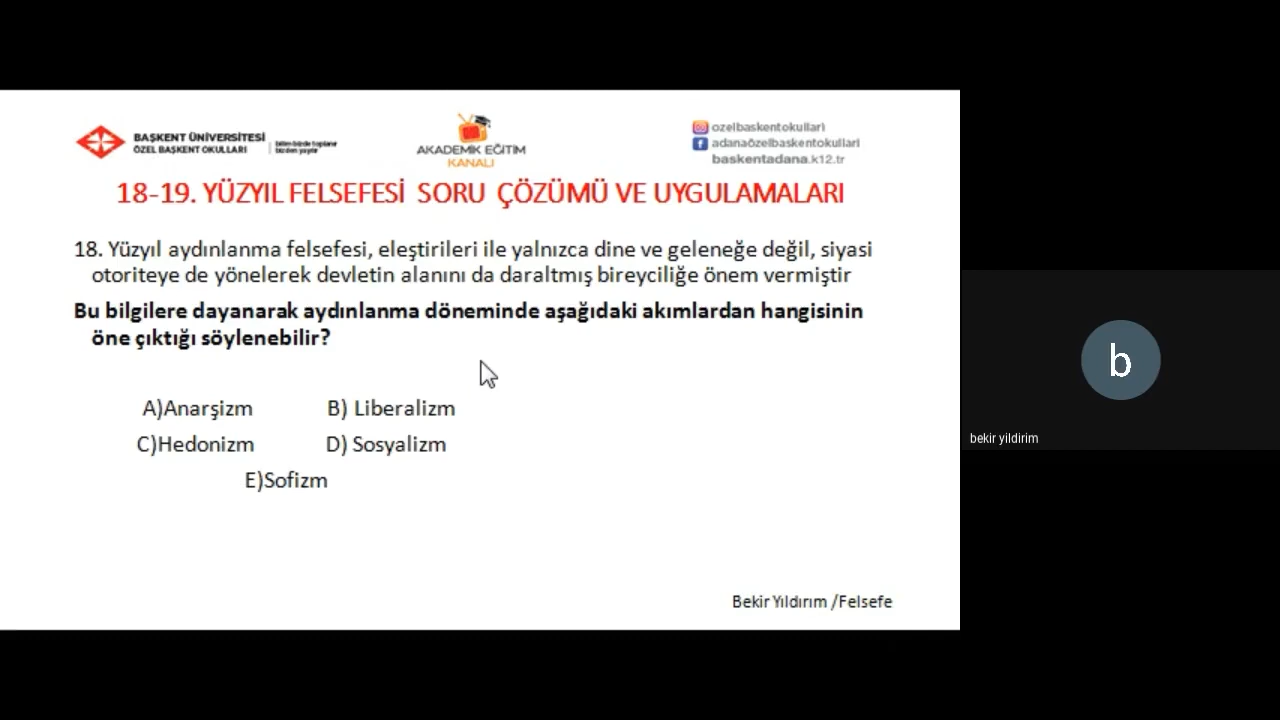 BAŞKENT ÜNİVERSİTESİ
ÖZEL BAŞKENT OKULLARI
AKADEMİK EĞİTİM
KANALI
ozelbaskentokullari
adanaözelbaskentokullari
baskentadana.k12.tr
18-19. YÜZYIL FELSEFESİ SORU ÇÖZÜMÜ VE UYGULAMALARI
18. Yüzyıl aydınlanma felsefesi, eleştirileri ile yalnızca dine ve geleneğe değil, siyasi
otoriteye de yönelerek devletin alanını da daraltmış bireyciliğe önem vermiştir
Bu bilgilere dayanarak aydınlanma döneminde aşağıdaki akımlardan hangisinin
öne çıktığı söylenebilir?
A)Anarşizm B) Liberalizm
C)Hedonizm D) Sosyalizm
E)Sofizm
Bekir Yıldırım /Felsefe
b
bekir yildirim